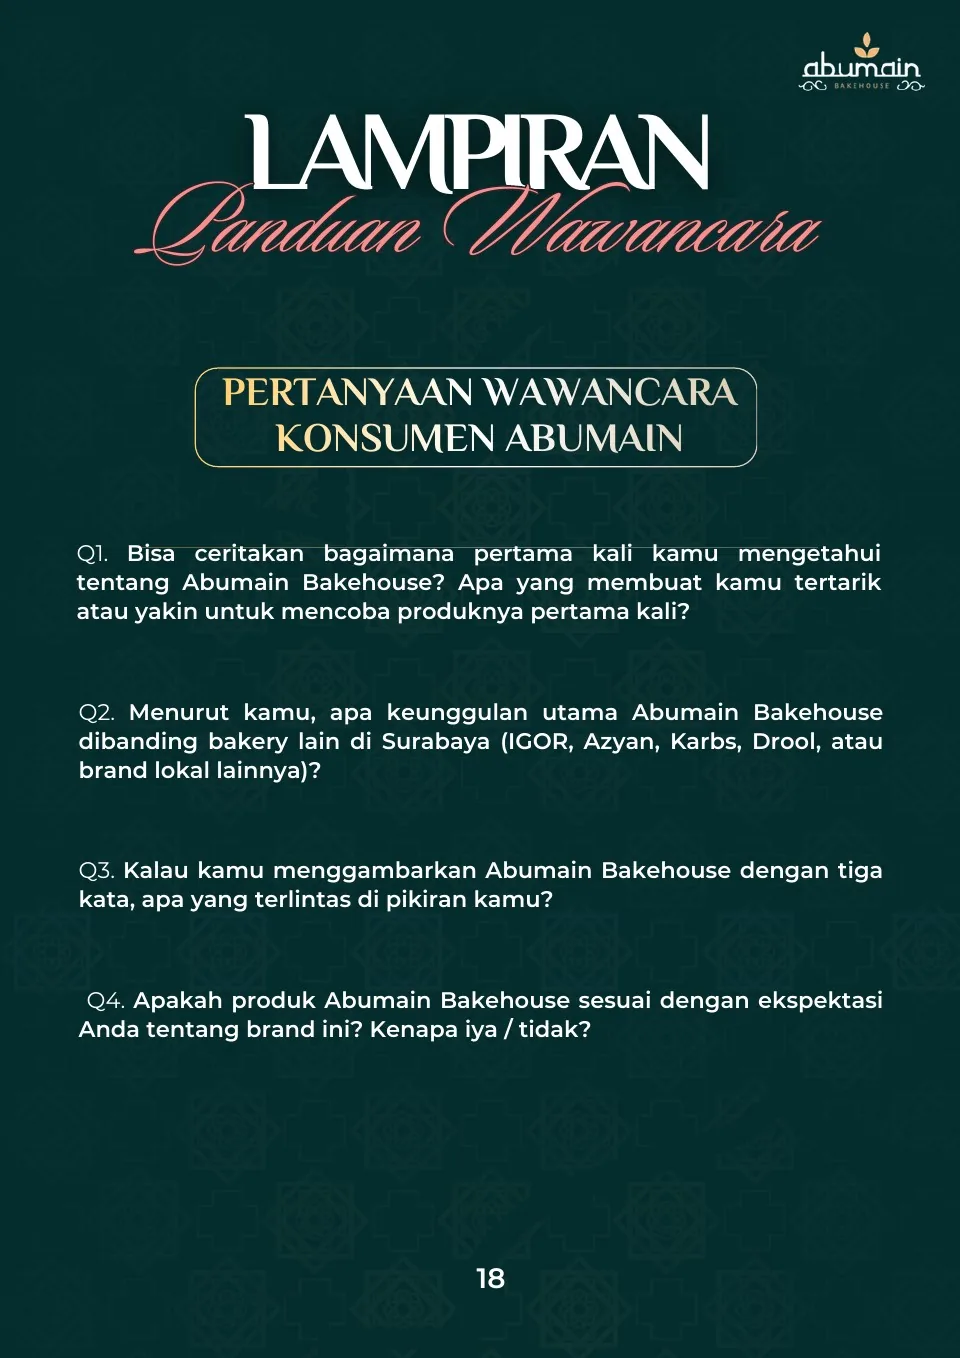 abumain
BAKEHOUSE
LAMPIRAN
Panduan Wawancara
PERTANYAAN WAWANCARA
KONSUMEN ABUMAIN
Q1. Bisa ceritakan bagaimana pertama kali kamu mengetahui
tentang Abumain Bakehouse? Apa yang membuat kamu tertarik
atau yakin untuk mencoba produknya pertama kali?
Q2. Menurut kamu, apa keunggulan utama Abumain Bakehouse
dibanding bakery lain di Surabaya (IGOR, Azyan, Karbs, Drool, atau
brand lokal lainnya)?
Q3. Kalau kamu menggambarkan Abumain Bakehouse dengan tiga
kata, apa yang terlintas di pikiran kamu?
Q4. Apakah produk Abumain Bakehouse sesuai dengan ekspektasi
Anda tentang brand ini? Kenapa iya / tidak?
18